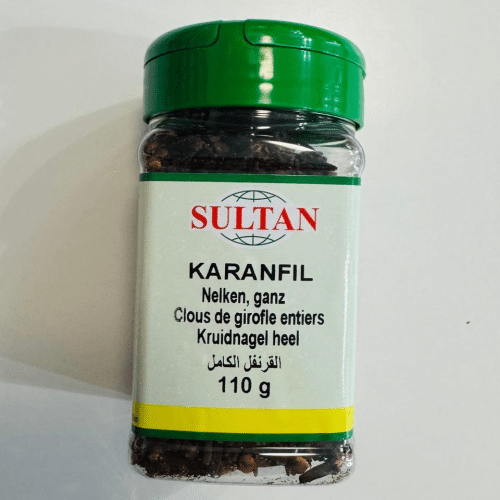 SULTAN
KARANFIL
Nelken, ganz
Clous de girofle entiers
Kruidnagel heel
القرنفل الكامل
110 g